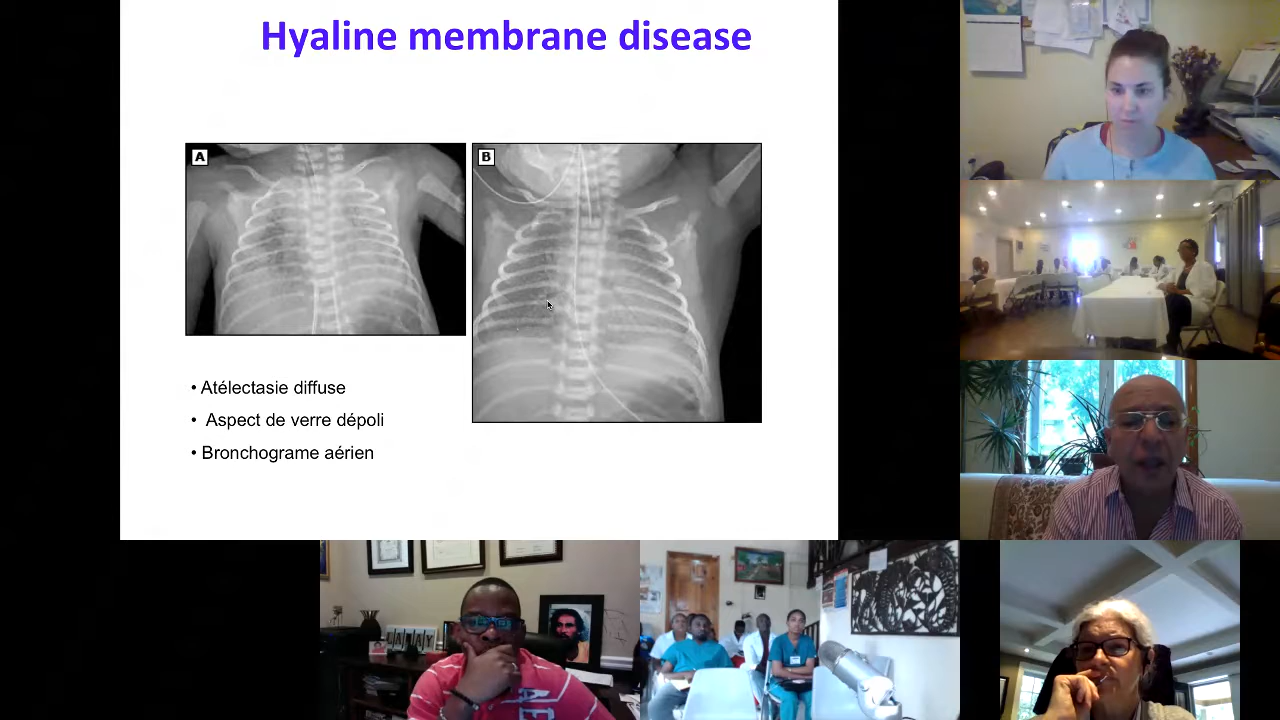 Hyaline membrane disease
A
B
• Atélectasie diffuse
• Aspect de verre dépoli
• Bronchograme aérien